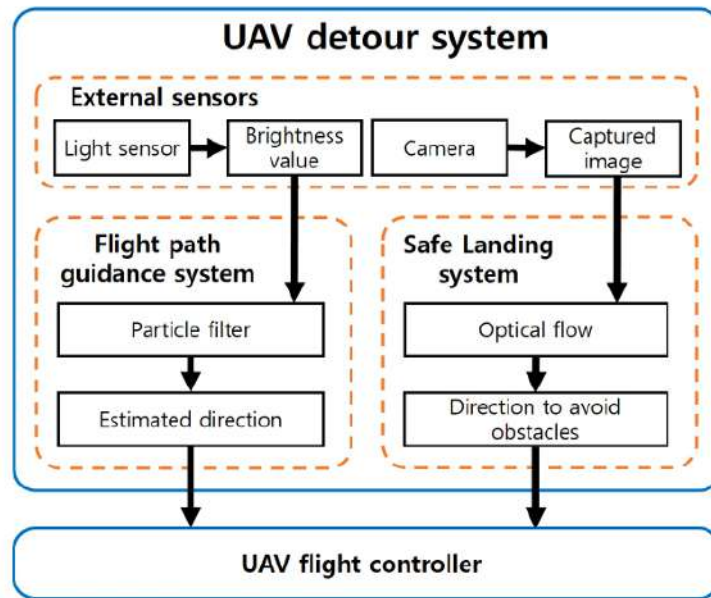 UAV detour system
External sensors
Light sensor
Brightness
value
Camera
Captured
image
Flight path
guidance system
Safe Landing
system
Particle filter
Optical flow
Estimated direction
Direction to avoid
obstacles
UAV flight controller